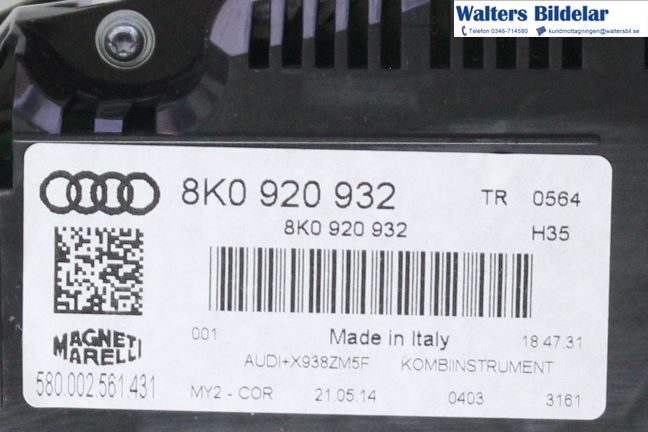 Walters Bildelar
Telefon 0346-714580 kundmottagningen@waltersbil.se
8K0 920 932 TR 0564
8K0 920 932 H35
001 Made in Italy 18.47.31
MAGNETI
MARELLI
AUDI+X938ZM5F KOMBIINSTRUMENT
580.002.561.431
MY2 - COR 21.05.14 0403 3161